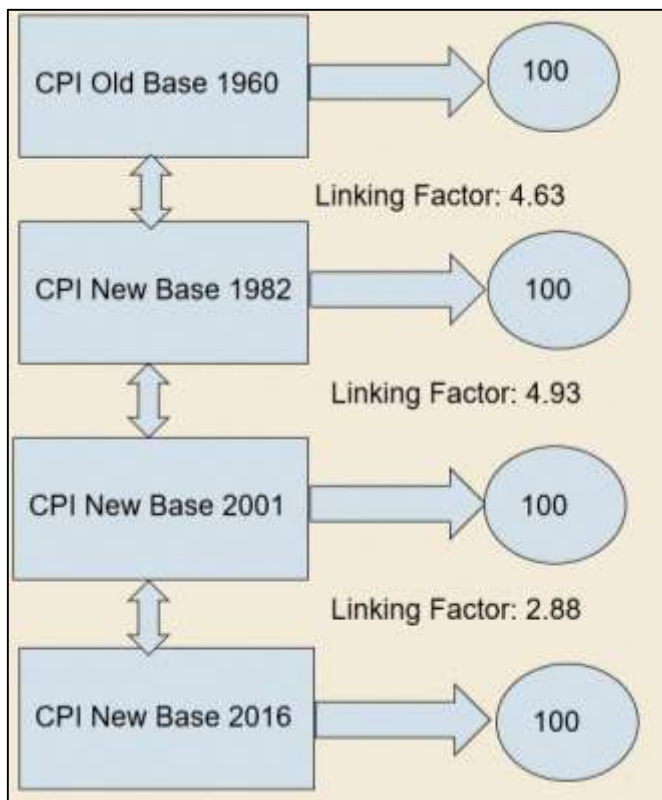 CPI Old Base 1960
100
Linking Factor: 4.63
CPI New Base 1982
100
Linking Factor: 4.93
CPI New Base 2001
100
Linking Factor: 2.88
CPI New Base 2016
100